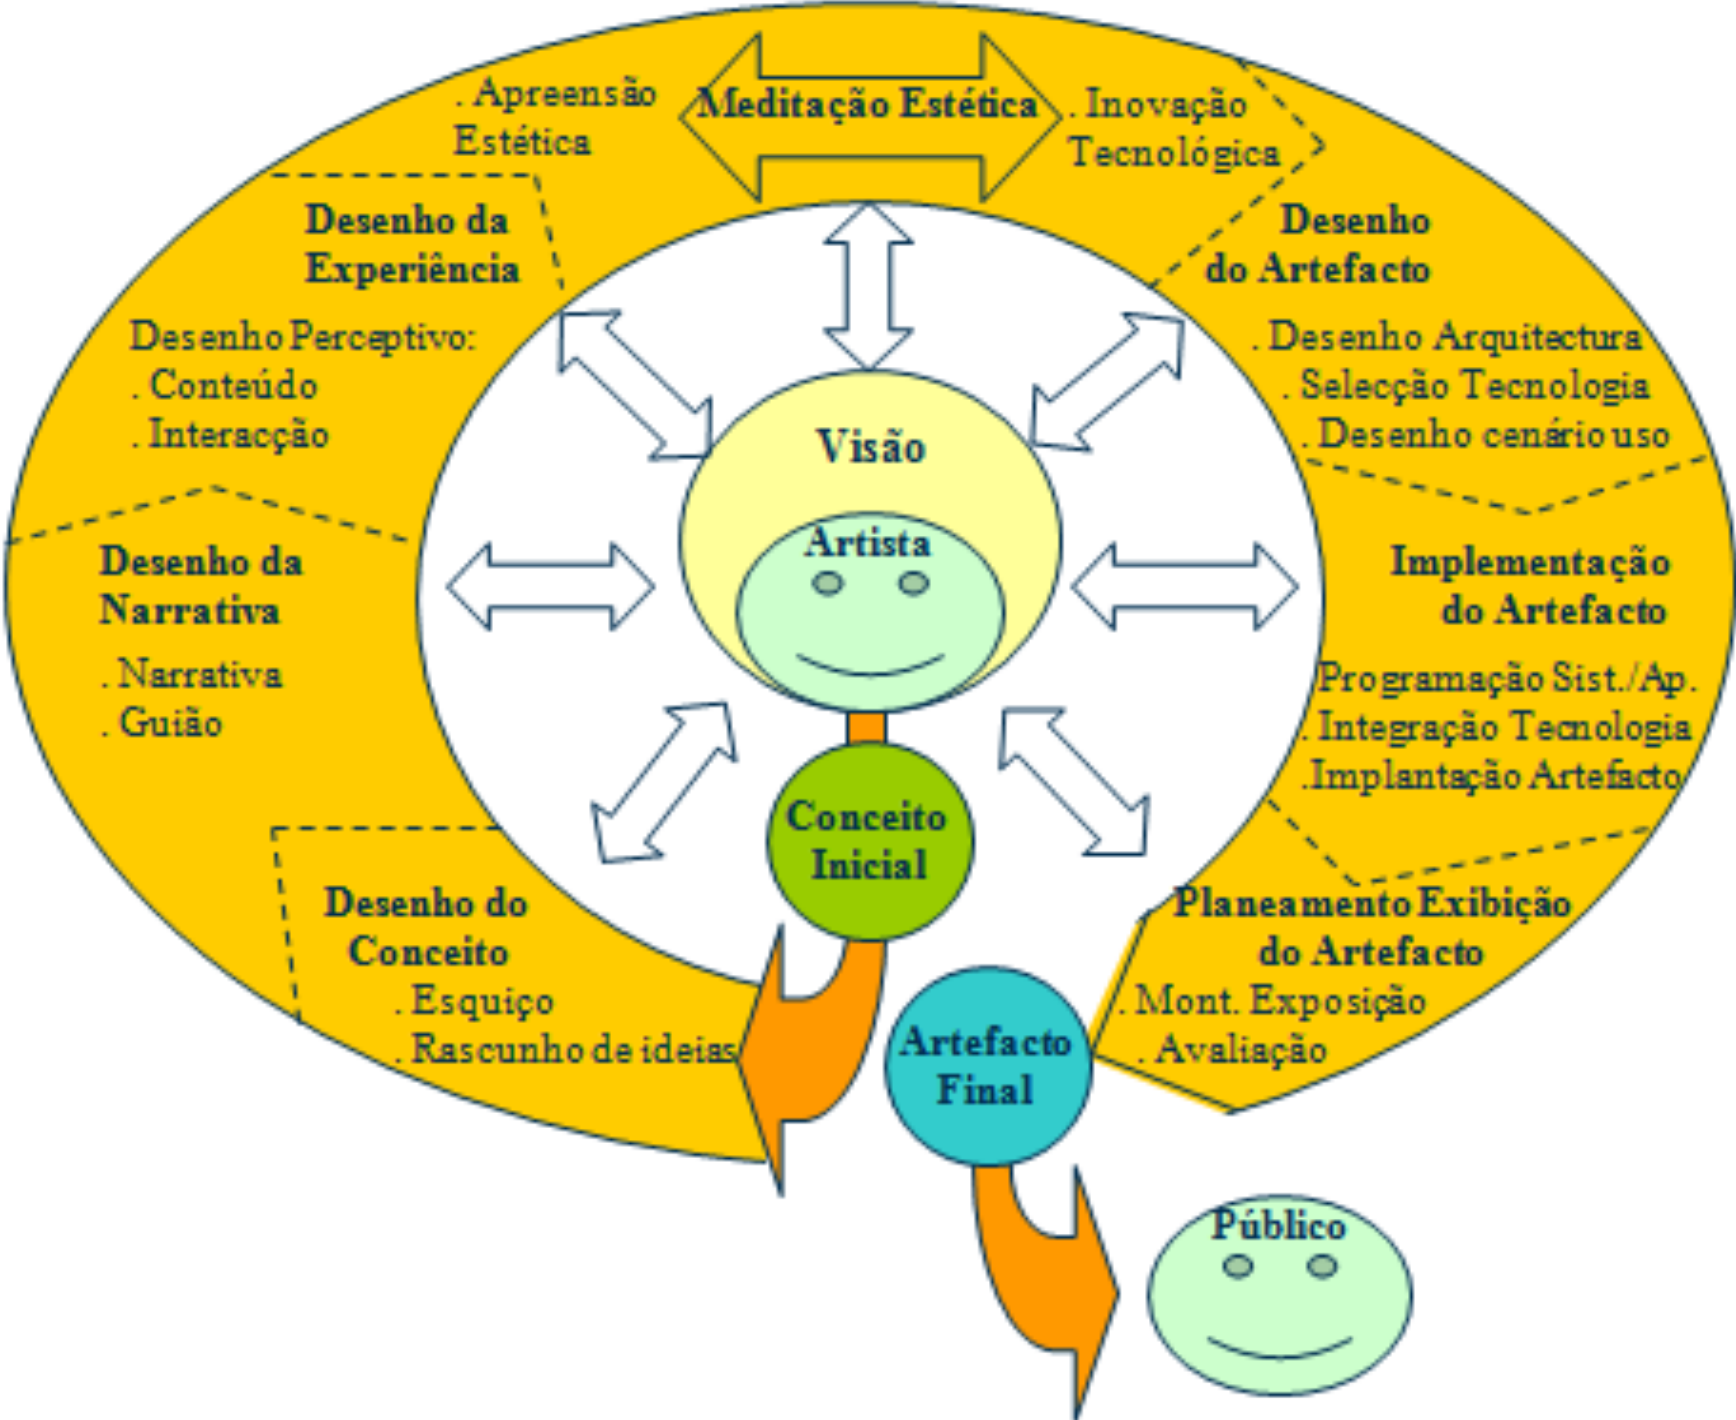 . Apreensão
Estética
Meditação Estética
. Inovação
Tecnológica
Desenho da
Experiência
Desenho Perceptivo:
. Conteúdo
. Interacção
Desenho
do Artefacto
. Desenho Arquitectura
. Selecção Tecnologia
. Desenho cenário uso
Visão
Artista
Desenho da
Narrativa
. Narrativa
. Guião
Implementação
do Artefacto
Programação Sist./Ap.
. Integração Tecnologia
.Implantação Artefacto
Conceito
Inicial
Desenho do
Conceito
. Esquiço
. Rascunho de ideias
Planeamento Exibição
do Artefacto
. Mont. Exposição
. Avaliação
Artefacto
Final
Público